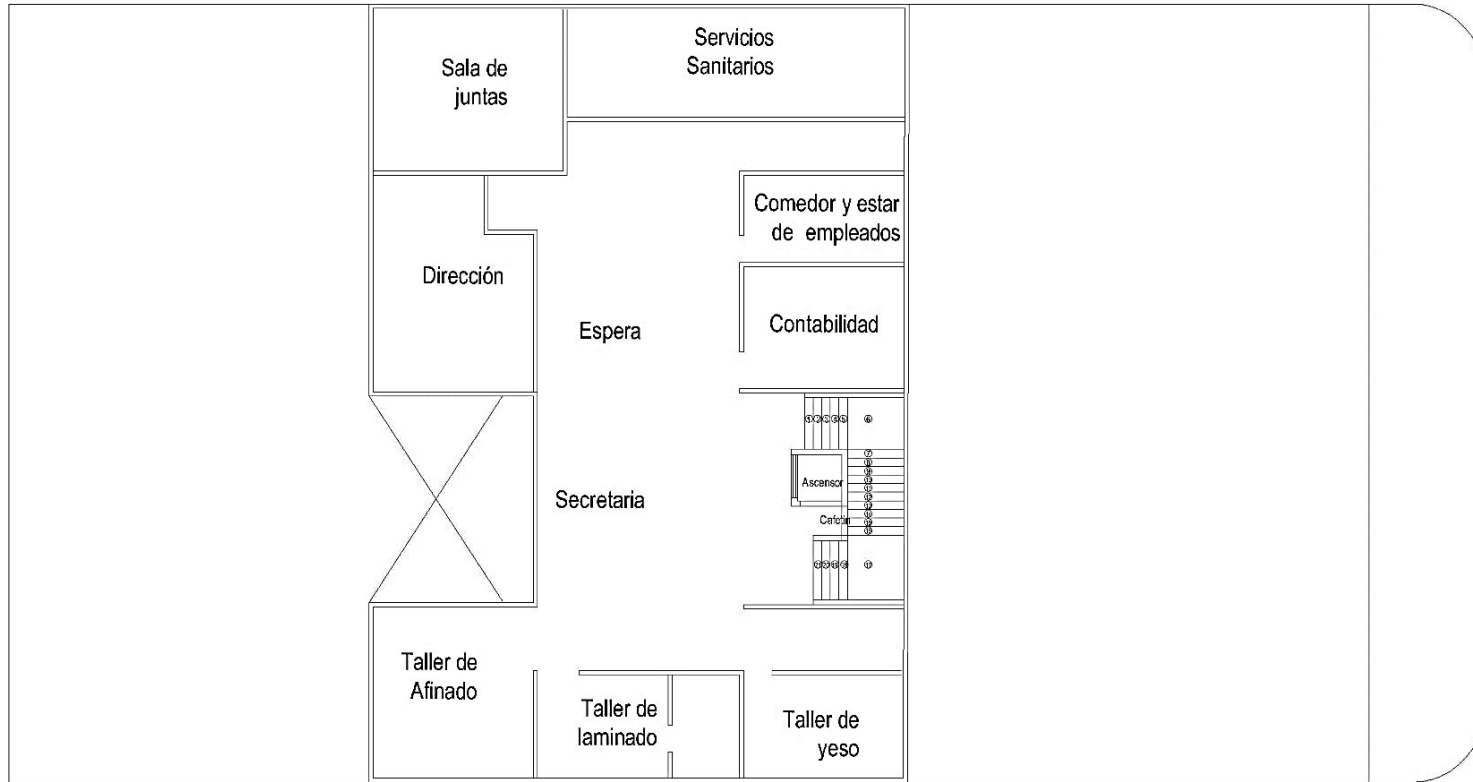 Servicios
Sanitarios
Sala de
juntas
Comedor y estar
de empleados
Dirección
Contabilidad
Espera
Ascensor
Secretaria
Taller de
Afinado
Taller de
laminado
Taller de
yeso